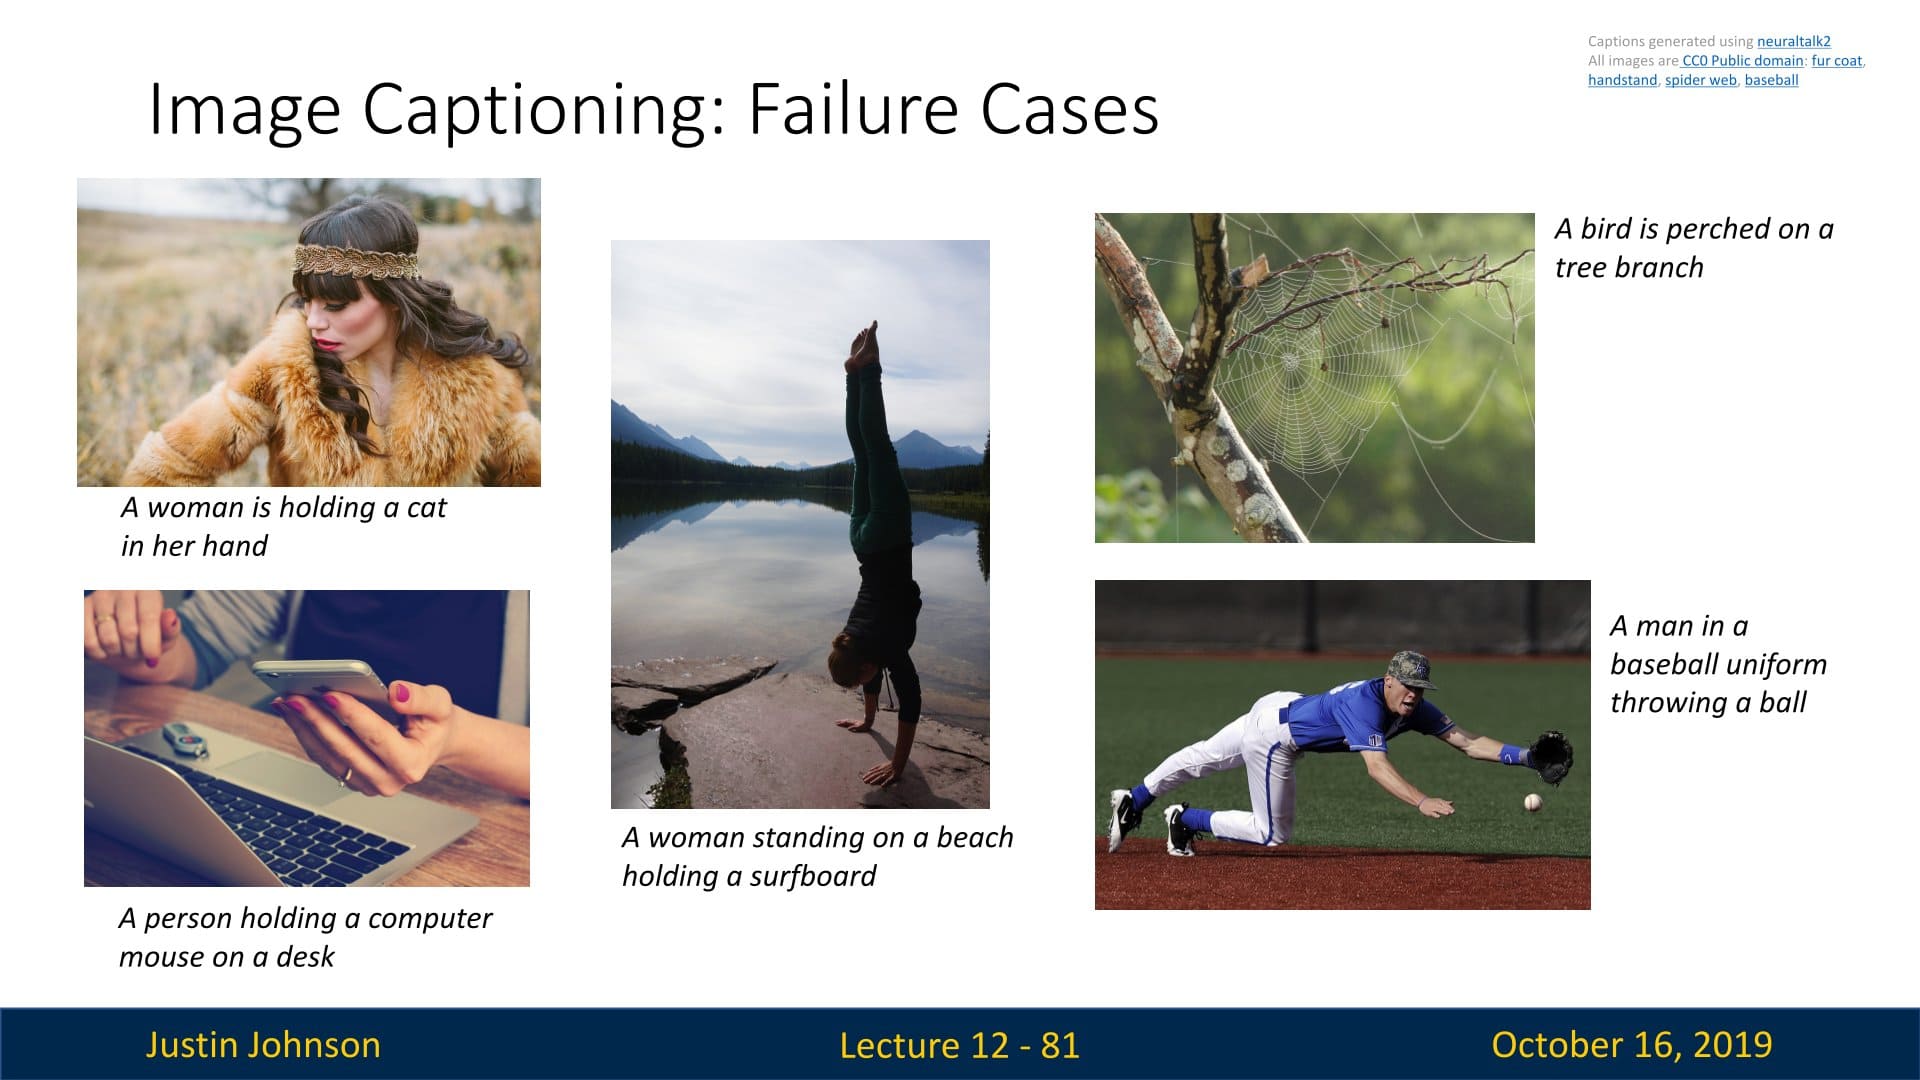 Captions generated using neuraltalk2
All images are CC0 Public domain: fur coat,
handstand, spider web, baseball
Image Captioning: Failure Cases
A woman is holding a cat
in her hand
A person holding a computer
mouse on a desk
A woman standing on a beach
holding a surfboard
A bird is perched on a
tree branch
A man in a
baseball uniform
throwing a ball
Justin Johnson
Lecture 12 - 81
October 16, 2019